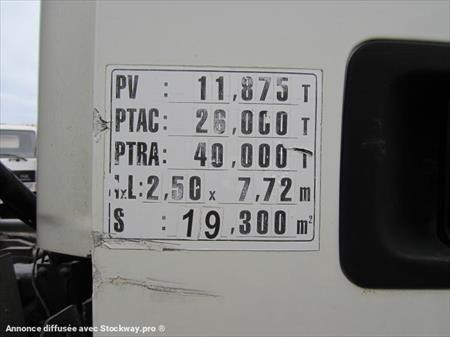 PV : 11,875 T
PTAC : 26,000 T
PTRA : 40,000 T
L : 2,50 x 7,72 m
S : 19,300 m²
Annonce diffusée avec Stockway.pro ®